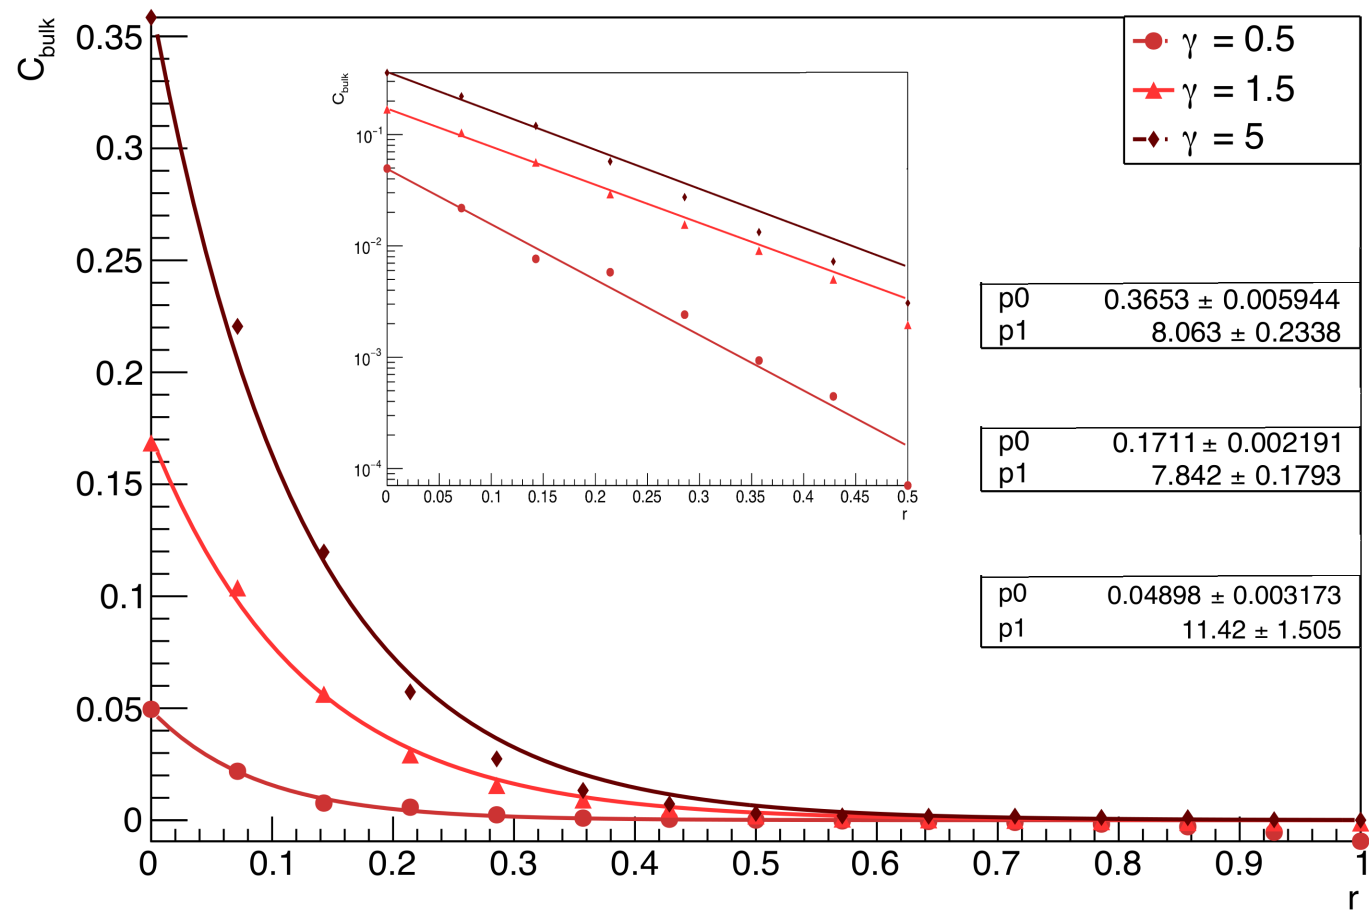 C_bulk
0.35
0.3
0.25
0.2
0.15
0.1
0.05
0
0 0.1 0.2 0.3 0.4 0.5 0.6 0.7 0.8 0.9 1
r
C_bulk
10^-1
10^-2
10^-3
10^-4
0 0.05 0.1 0.15 0.2 0.25 0.3 0.35 0.4 0.45 0.5
r
γ = 0.5
γ = 1.5
γ = 5
p0 0.3653 ± 0.005944
p1 8.063 ± 0.2338
p0 0.1711 ± 0.002191
p1 7.842 ± 0.1793
p0 0.04898 ± 0.003173
p1 11.42 ± 1.505